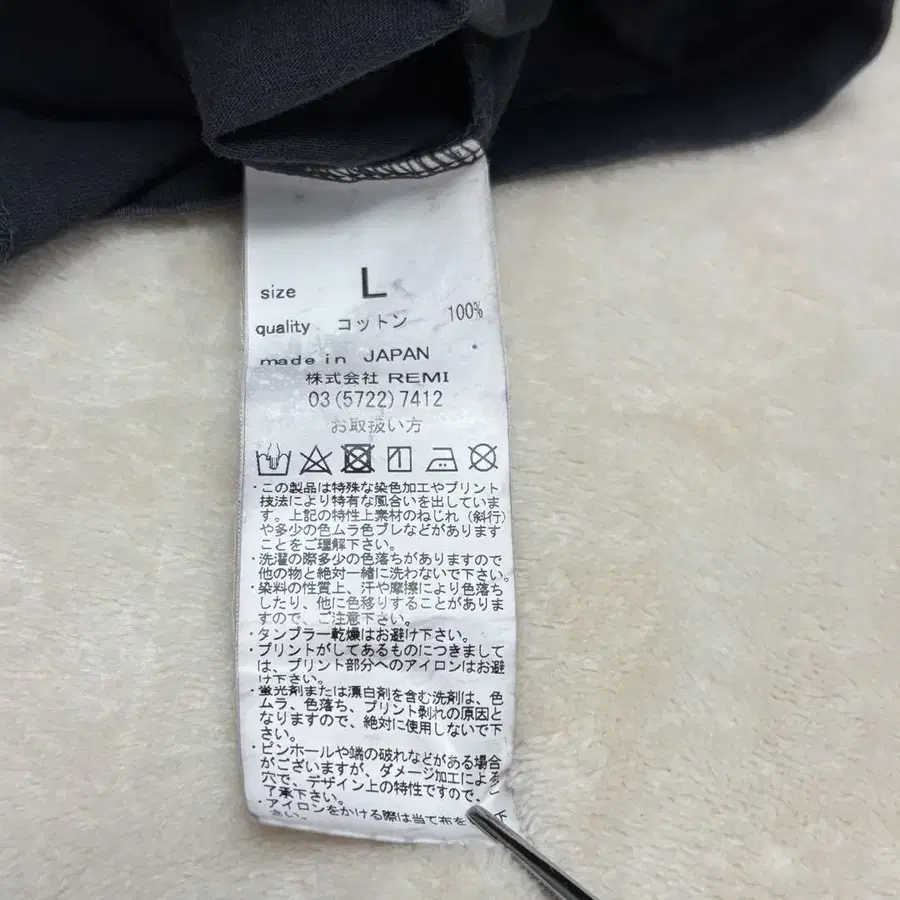 size L
quality コットン 100%
made in JAPAN
株式会社 REMI
03(5722)7412
お取扱い方
・この製品は特殊な染色加工やプリント
技法により特有な風合いを出していま
す。上記の特性上素材のねじれ（斜行）
や多少の色ムラ色ブレなどがあります
ことをご理解下さい。
・洗濯の際多少の色落ちがありますので
他の物と絶対一緒に洗わないで下さい。
・染料の性質上、汗や摩擦により色落ち
したり、他に色移りすることがありま
すので、ご注意下さい。
・タンブラー乾燥はお避け下さい。
・プリントがしてあるものにつきまして
は、プリント部分へのアイロンはお避
け下さい。
・蛍光剤または漂白剤を含む洗剤は、色
ムラ、色落ち、プリント剥れの原因と
なりますので、絶対に使用しないで下
さい。
・ピンホールや端の破れなどがある場合
がございますが、ダメージ加工による
穴で、デザイン上の特性ですので、ご
了承下さい。
・アイロンをかける際は当て布を 下
さい。